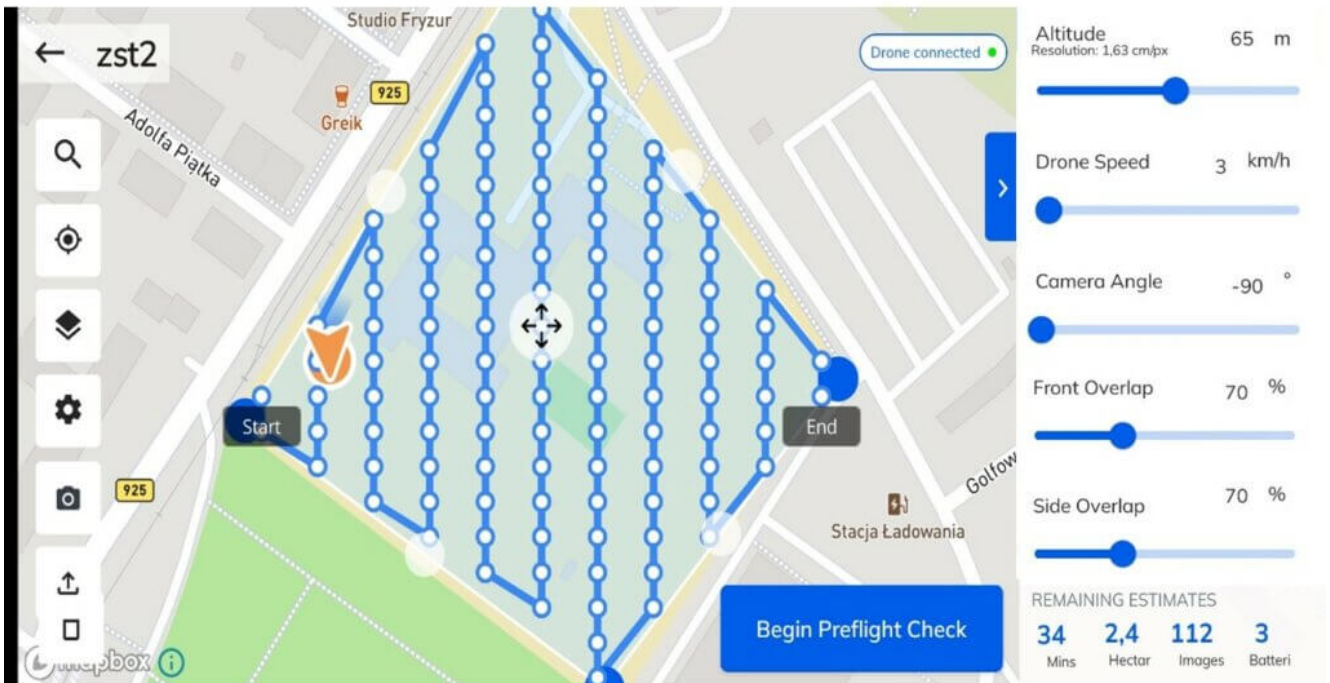 zst2
Studio Fryzur
925
Greik
Adolfa Piątka
Drone connected
Start
End
925
Golfow
Stacja Ładowania
Begin Preflight Check
mapbox
Altitude 65 m
Resolution: 1,63 cm/px
Drone Speed 3 km/h
Camera Angle -90 °
Front Overlap 70 %
Side Overlap 70 %
REMAINING ESTIMATES
34 2,4 112 3
Mins Hectar Images Batteri